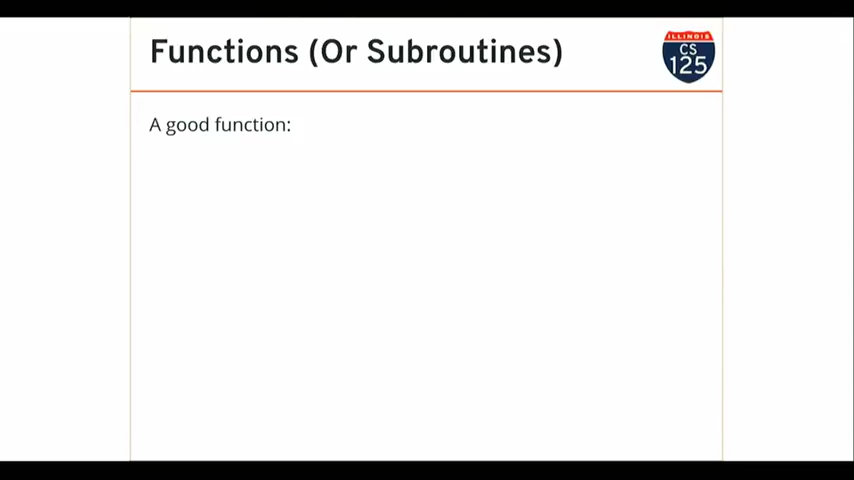 Functions (Or Subroutines)
ILLINOIS
CS
125
A good function: